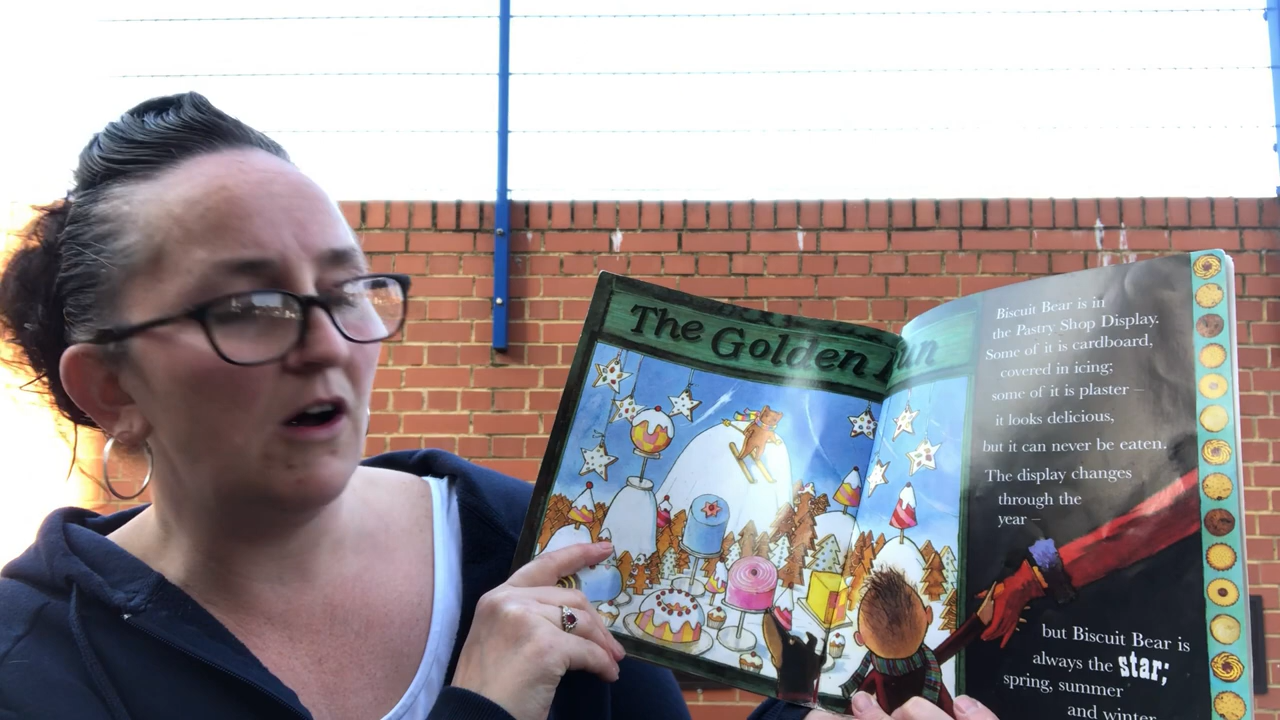 The Golden Bun
Biscuit Bear is in
the Pastry Shop Display.
Some of it is cardboard,
covered in icing;
some of it is plaster –
it looks delicious,
but it can never be eaten.
The display changes
through the
year –
but Biscuit Bear is
always the star;
spring, summer
and winter